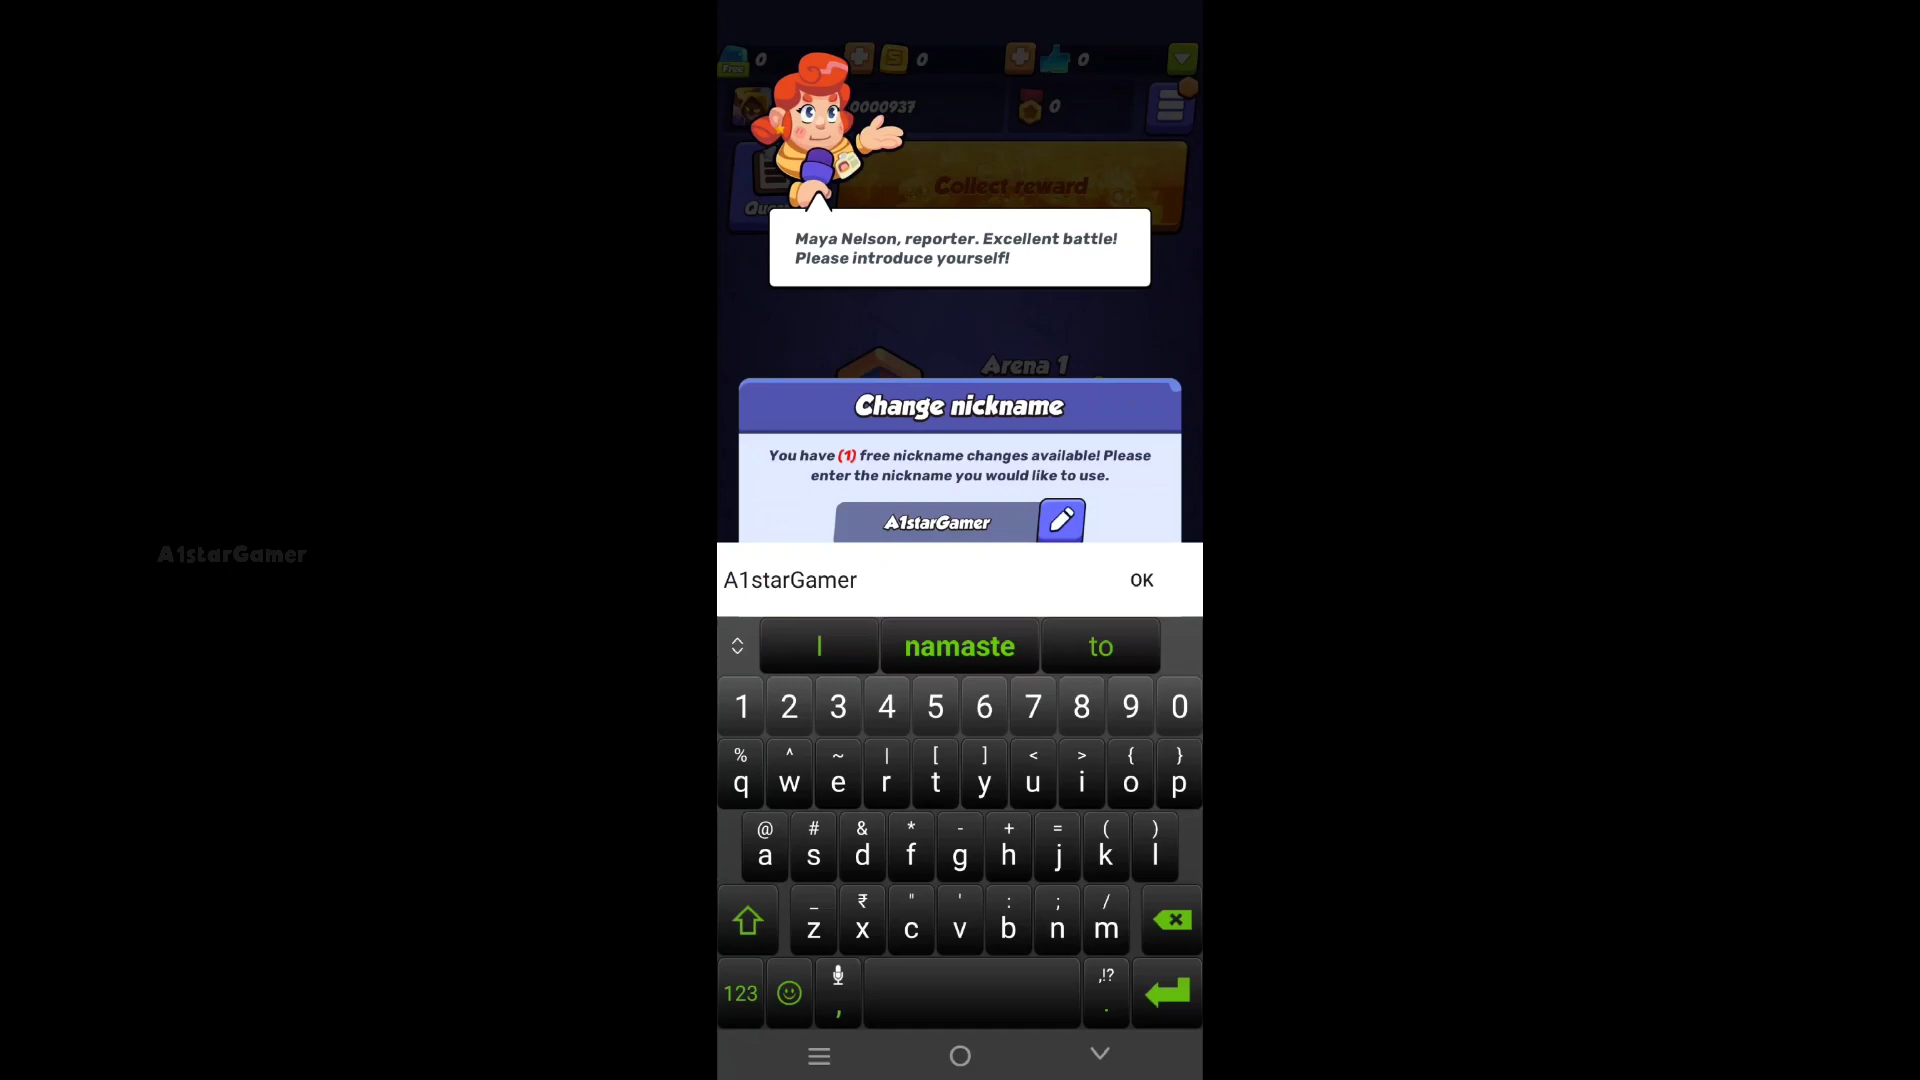 Free
0
S
0
0
0000937
0
Collect reward
Maya Nelson, reporter. Excellent battle!
Please introduce yourself!
Arena 1
Change nickname
You have (1) free nickname changes available! Please
enter the nickname you would like to use.
A1starGamer
A1starGamer
A1starGamer OK
I namaste to
1 2 3 4 5 6 7 8 9 0
% ^ ~ | [ ] < > { }
q w e r t y u i o p
@ # & * - + = ( )
a s d f g h j k l
_ ₹ " ' : ; /
z x c v b n m
,!?
123 , .